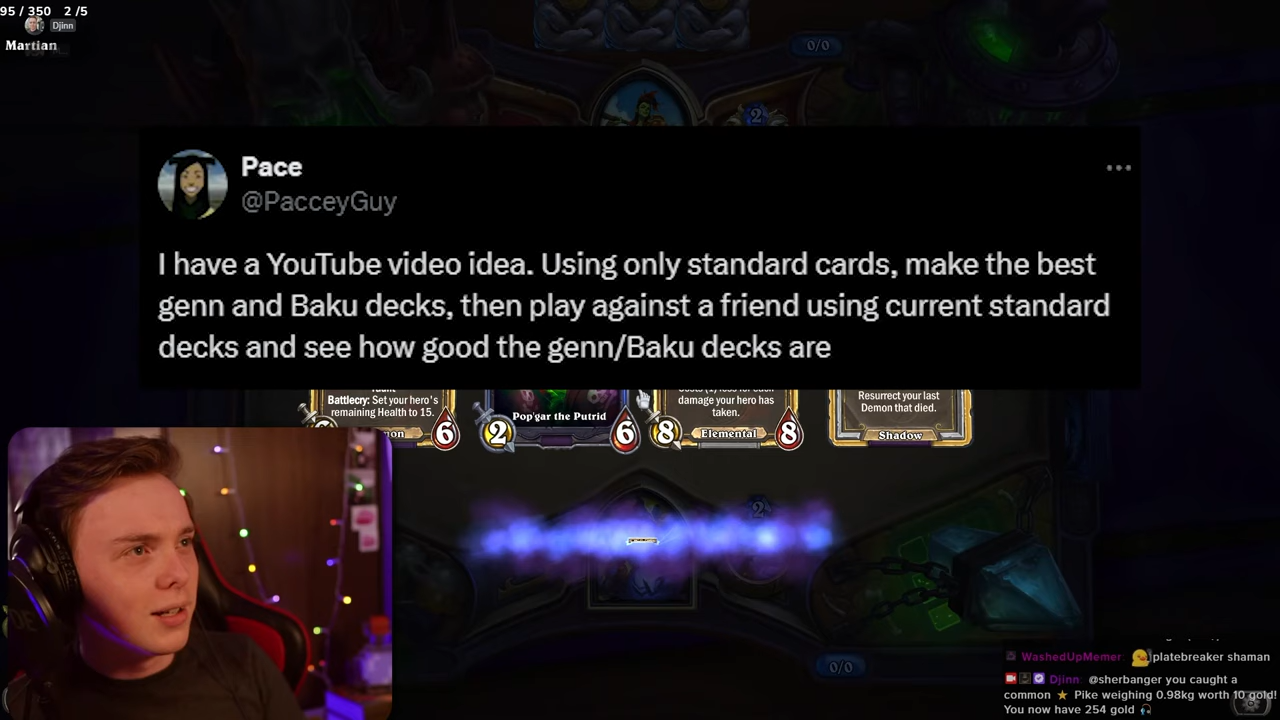 95 / 350 2 /5
Djinn
Martian
0/0
2
Pace
@PacceyGuy
I have a YouTube video idea. Using only standard cards, make the best
genn and Baku decks, then play against a friend using current standard
decks and see how good the genn/Baku decks are
Battlecry: Set your hero's
remaining Health to 15.
6
Pop'gar the Putrid
2
6
damage your hero has
taken.
8
Elemental
8
Resurrect your last
Demon that died.
Shadow
2
0/0
WashedUpMemer: platebreaker shaman
Djinn: @sherbanger you caught a
common ★ Pike weighing 0.98kg worth 10 gold!
You now have 254 gold